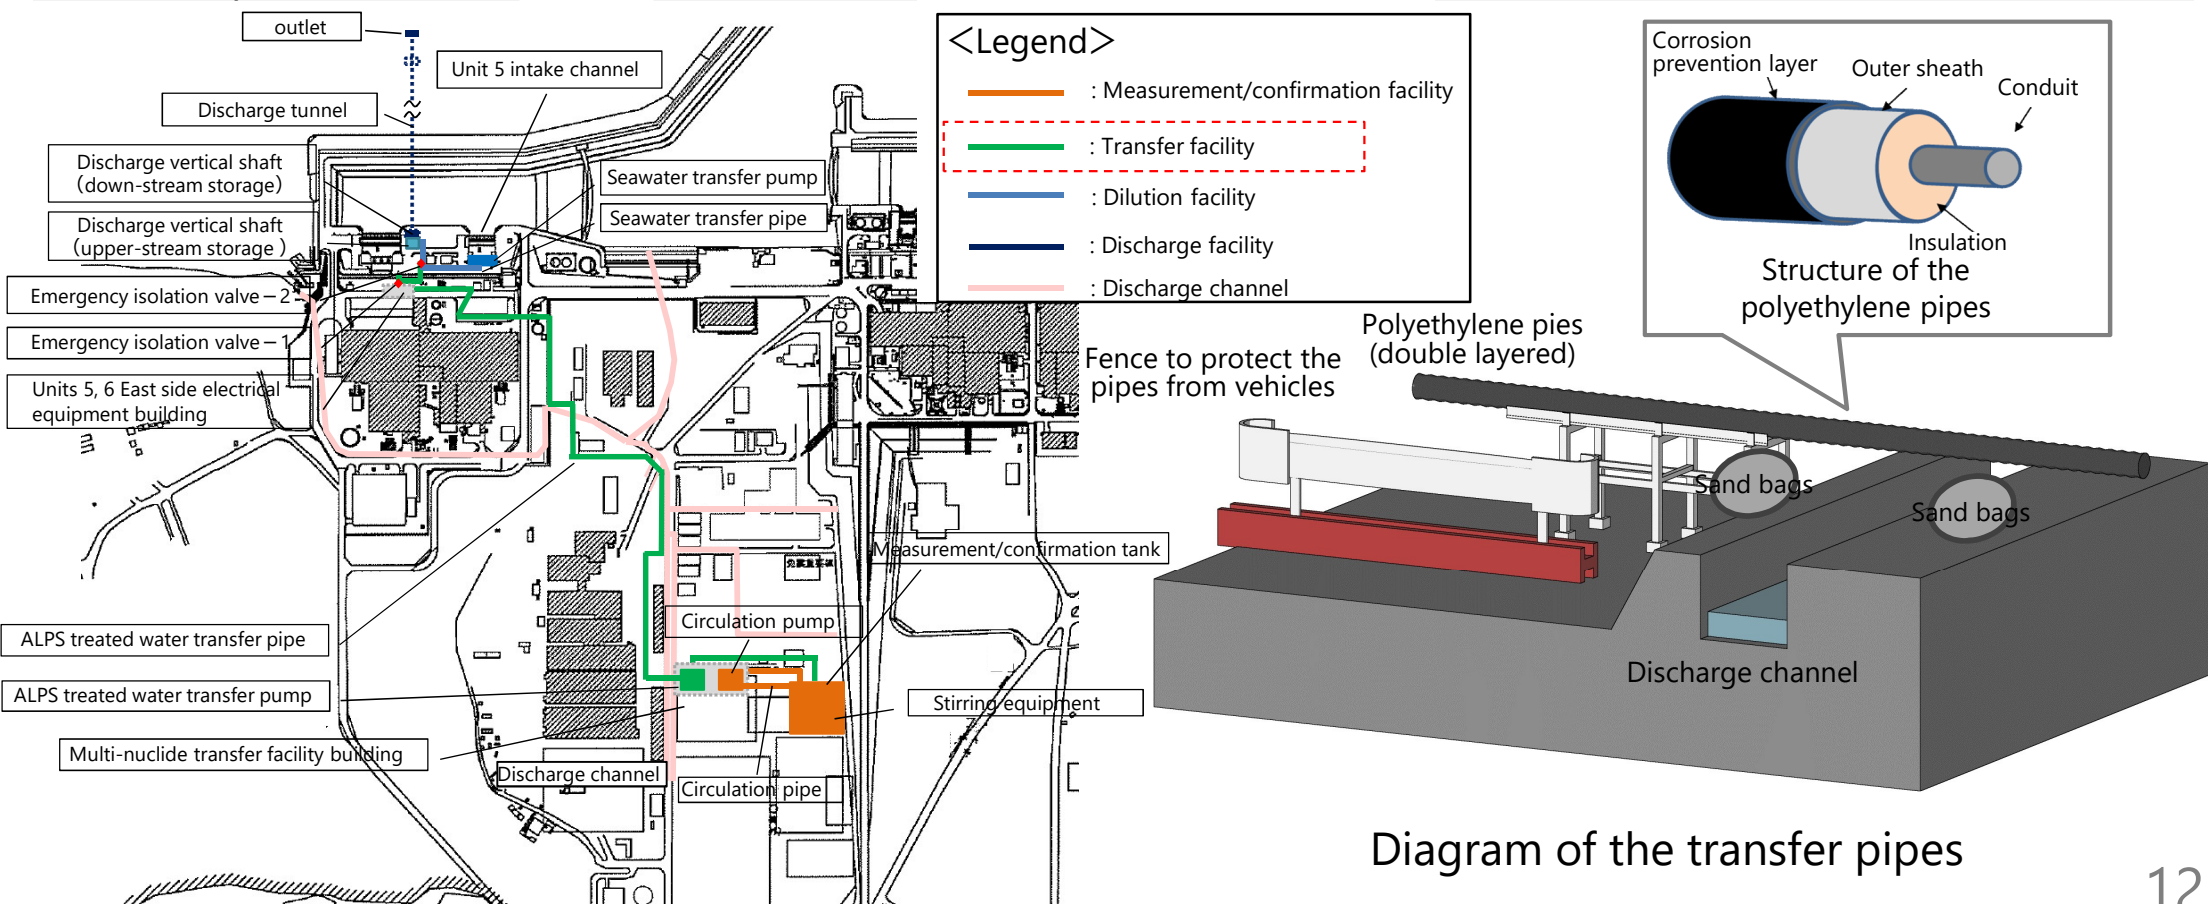 outlet
Unit 5 intake channel
Discharge tunnel
Discharge vertical shaft
(down-stream storage)
Seawater transfer pump
Discharge vertical shaft
(upper-stream storage )
Seawater transfer pipe
Emergency isolation valve－2
Emergency isolation valve－1
Units 5, 6 East side electrical
equipment building
ALPS treated water transfer pipe
ALPS treated water transfer pump
Multi-nuclide transfer facility building
Discharge channel
Circulation pipe
Circulation pump
Measurement/confirmation tank
Stirring equipment
＜Legend＞
: Measurement/confirmation facility
: Transfer facility
: Dilution facility
: Discharge facility
: Discharge channel
Corrosion
prevention layer
Outer sheath
Conduit
Insulation
Structure of the
polyethylene pipes
Polyethylene pies
(double layered)
Fence to protect the
pipes from vehicles
Sand bags
Sand bags
Discharge channel
Diagram of the transfer pipes
12